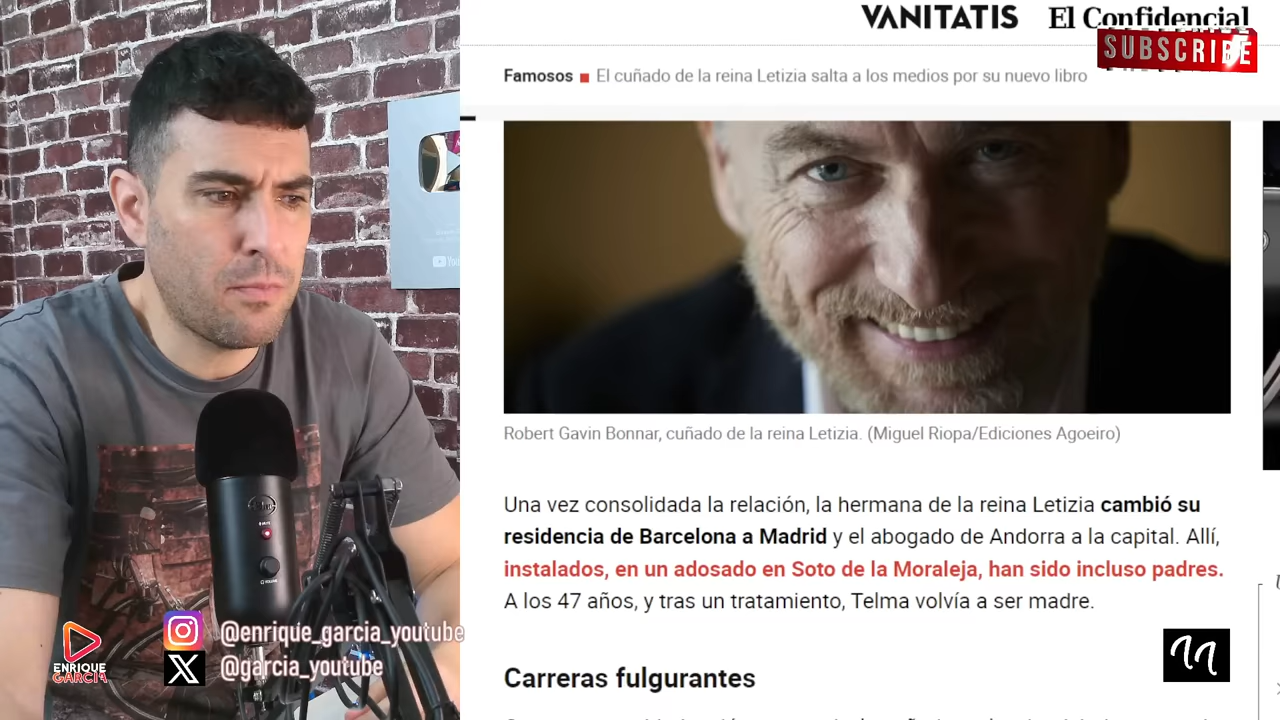 VANITATIS El Confidencial
SUBSCRIBE
Famosos ■ El cuñado de la reina Letizia salta a los medios por su nuevo libro
Robert Gavin Bonnar, cuñado de la reina Letizia. (Miguel Riopa/Ediciones Agoeiro)
Una vez consolidada la relación, la hermana de la reina Letizia cambió su
residencia de Barcelona a Madrid y el abogado de Andorra a la capital. Allí,
instalados, en un adosado en Soto de la Moraleja, han sido incluso padres.
A los 47 años, y tras un tratamiento, Telma volvía a ser madre.
Carreras fulgurantes
@enrique_garcia_youtube
@garcia_youtube
ENRIQUE
GARCIA